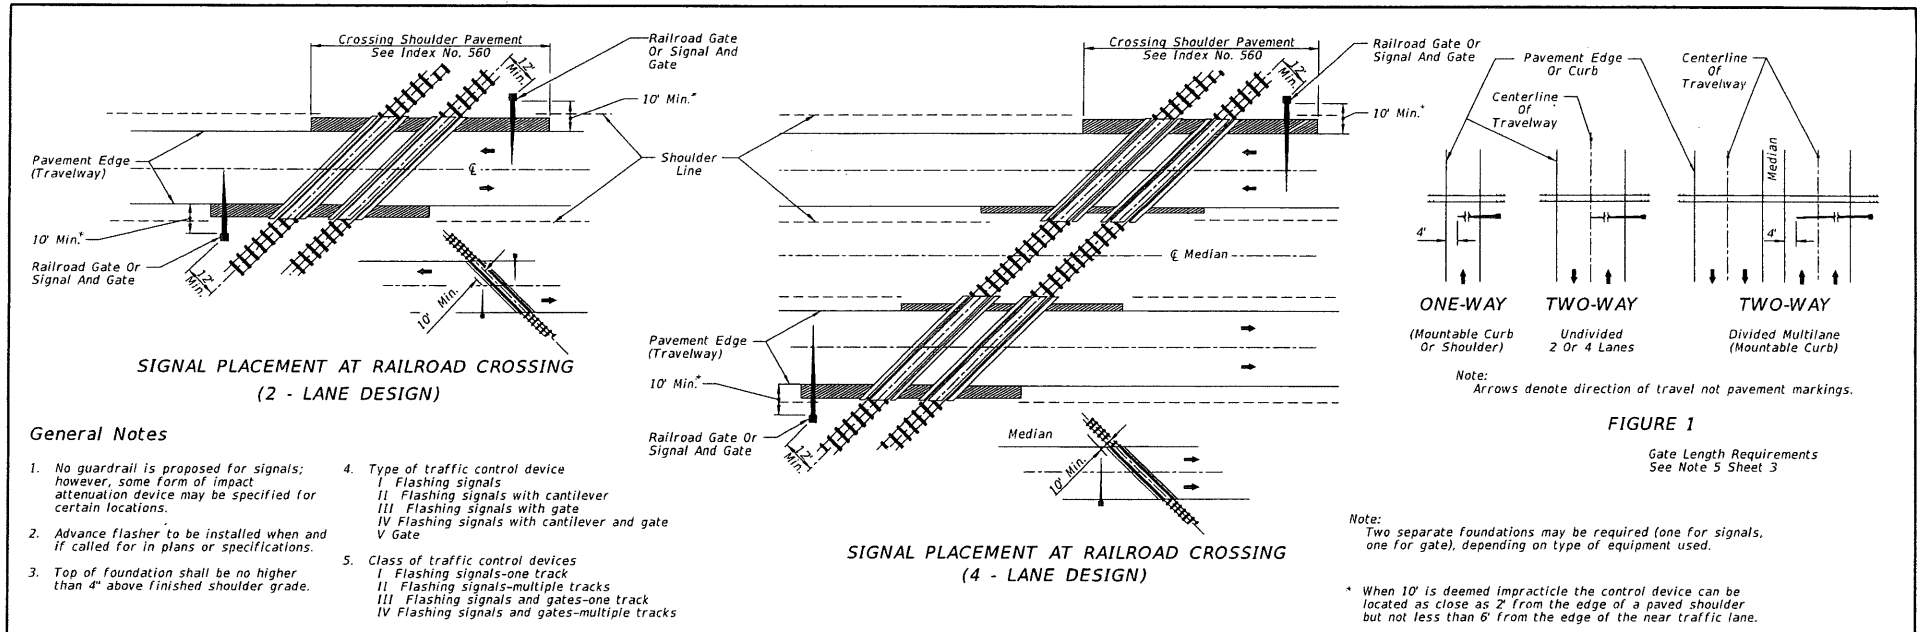 Crossing Shoulder Pavement
See Index No. 560
12'
Min.
Railroad Gate
Or Signal And
Gate
10' Min.*
Pavement Edge
(Travelway)
℄
Shoulder
Line
10' Min.*
Railroad Gate Or
Signal And Gate
12'
Min.
10' Min.
SIGNAL PLACEMENT AT RAILROAD CROSSING
(2 - LANE DESIGN)
Crossing Shoulder Pavement
See Index No. 560
12'
Min.
Railroad Gate Or
Signal And Gate
10' Min.*
℄ Median
Pavement Edge
(Travelway)
10' Min.*
Railroad Gate Or
Signal And Gate
12'
Min.
Median
10' Min.
SIGNAL PLACEMENT AT RAILROAD CROSSING
(4 - LANE DESIGN)
Pavement Edge
Or Curb
Centerline
Of
Travelway
Centerline
Of
Travelway
Median
4'
4'
ONE-WAY
(Mountable Curb
Or Shoulder)
TWO-WAY
Undivided
2 Or 4 Lanes
TWO-WAY
Divided Multilane
(Mountable Curb)
Note:
Arrows denote direction of travel not pavement markings.
FIGURE 1
Gate Length Requirements
See Note 5 Sheet 3
General Notes
1. No guardrail is proposed for signals;
however, some form of impact
attenuation device may be specified for
certain locations.
2. Advance flasher to be installed when and
if called for in plans or specifications.
3. Top of foundation shall be no higher
than 4" above finished shoulder grade.
4. Type of traffic control device
I Flashing signals
II Flashing signals with cantilever
III Flashing signals with gate
IV Flashing signals with cantilever and gate
V Gate
5. Class of traffic control devices
I Flashing signals-one track
II Flashing signals-multiple tracks
III Flashing signals and gates-one track
IV Flashing signals and gates-multiple tracks
Note:
Two separate foundations may be required (one for signals,
one for gate), depending on type of equipment used.
* When 10' is deemed impracticle the control device can be
located as close as 2' from the edge of a paved shoulder
but not less than 6' from the edge of the near traffic lane.